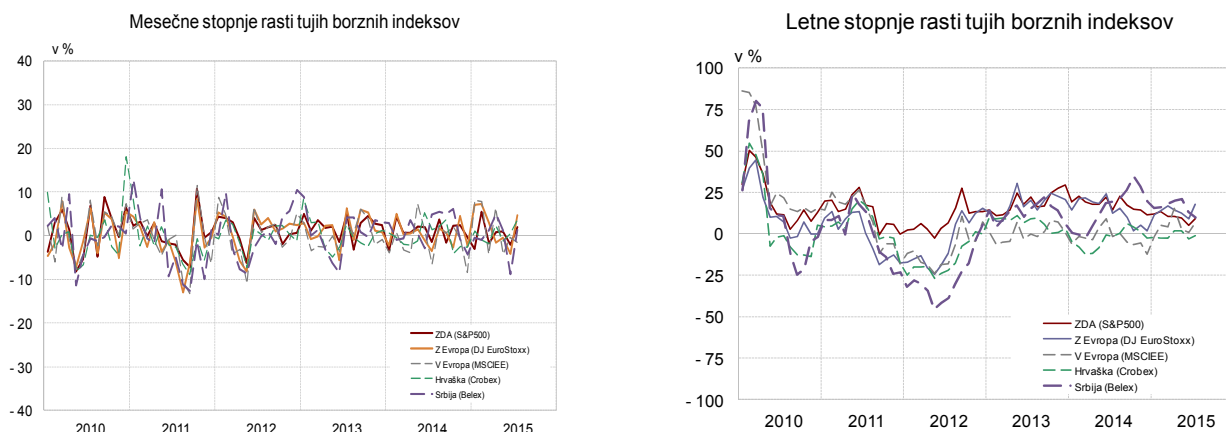 Mesečne stopnje rasti tujih borznih indeksov
v %
40
30
20
10
0
- 10
- 20
- 30
- 40
2010 2011 2012 2013 2014 2015
ZDA (S&P500)
Z Evropa (DJ EuroStoxx)
V Evropa (MSCIEE)
Hrvaška (Crobex)
Srbija (Belex)
Letne stopnje rasti tujih borznih indeksov
v %
100
75
50
25
0
- 25
- 50
- 75
- 100
2010 2011 2012 2013 2014 2015
ZDA (S&P500)
Z Evropa (DJ EuroStoxx)
V Evropa (MSCIEE)
Hrvaška (Crobex)
Srbija (Belex)